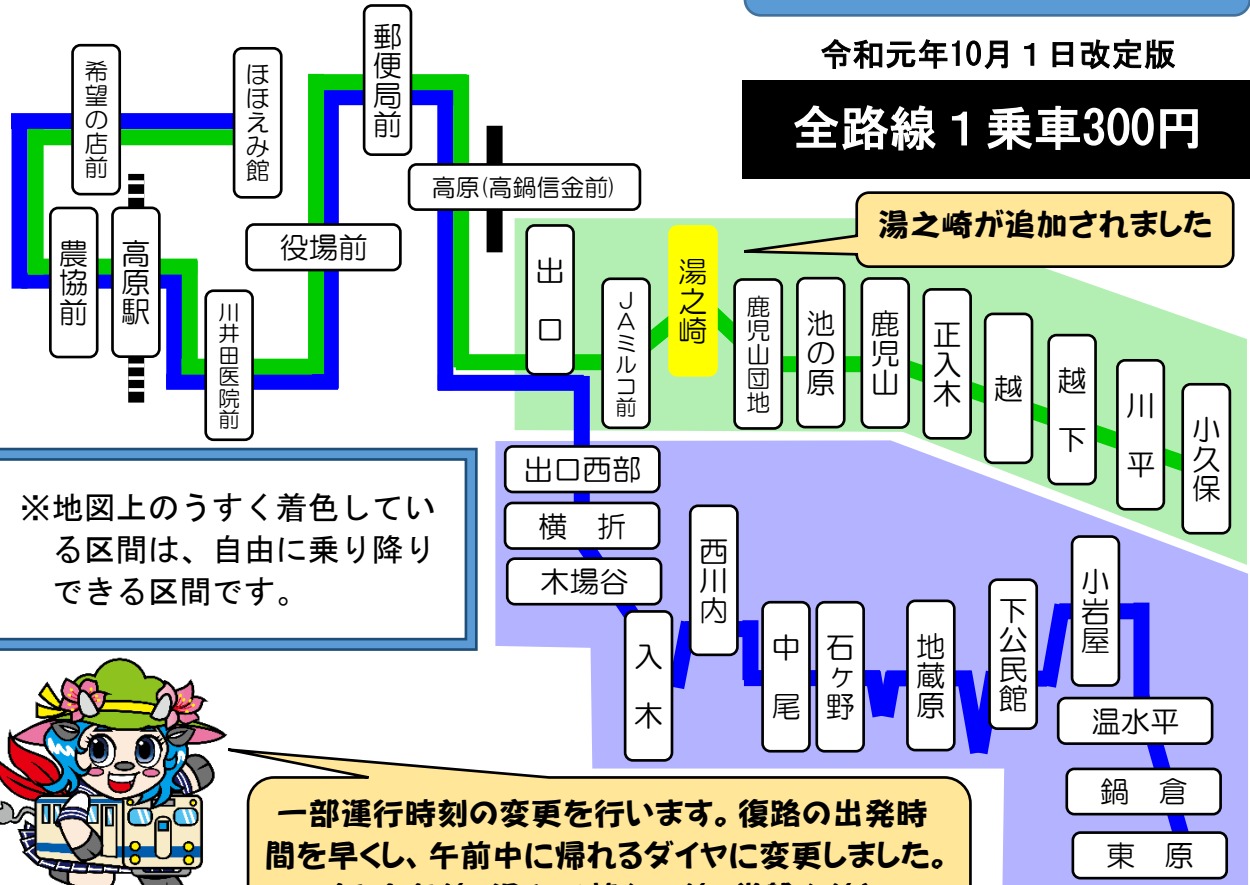 令和元年10月1日改定版
全路線1乗車300円
湯之崎が追加されました
ほほえみ館
希望の店前
農協前
高原駅
川井田医院前
役場前
郵便局前
高原(高鍋信金前)
出口
JAミルコ前
湯之崎
鹿児山団地
池の原
鹿児山
正入木
越
越下
川平
小久保
出口西部
横 折
木場谷
入木
西川内
中尾
石ヶ野
地蔵原
下公民館
小岩屋
温水平
鍋 倉
東 原
※地図上のうすく着色してい
る区間は、自由に乗り降り
できる区間です。
一部運行時刻の変更を行います。復路の出発時
間を早くし、午前中に帰れるダイヤに変更しました。